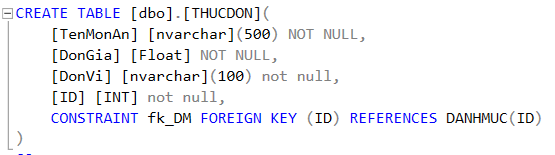 CREATE TABLE [dbo].[THUCDON](
[TenMonAn] [nvarchar](500) NOT NULL,
[DonGia] [Float] NOT NULL,
[DonVi] [nvarchar](100) not null,
[ID] [INT] not null,
CONSTRAINT fk_DM FOREIGN KEY (ID) REFERENCES DANHMUC(ID)
)